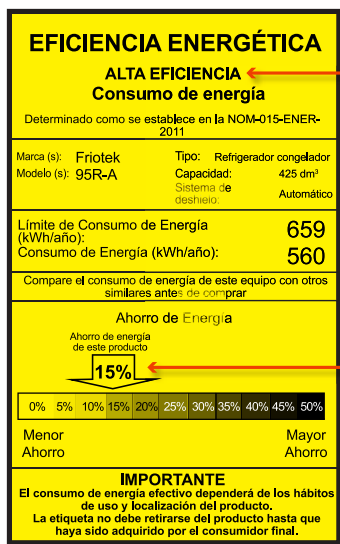 EFICIENCIA ENERGÉTICA
ALTA EFICIENCIA
Consumo de energía
Determinado como se establece en la NOM-015-ENER-
2011
Marca (s): Friotek
Modelo (s): 95R-A
Tipo: Refrigerador congelador
Capacidad: 425 dm³
Sistema de
deshielo: Automático
Límite de Consumo de Energía
(kWh/año): 659
Consumo de Energía (kWh/año): 560
Compare el consumo de energía de este equipo con otros
similares antes de comprar
Ahorro de Energía
Ahorro de energía
de este producto
15%
0% 5% 10% 15% 20% 25% 30% 35% 40% 45% 50%
Menor Mayor
Ahorro Ahorro
IMPORTANTE
El consumo de energía efectivo dependerá de los hábitos
de uso y localización del producto.
La etiqueta no debe retirarse del producto hasta que
haya sido adquirido por el consumidor final.